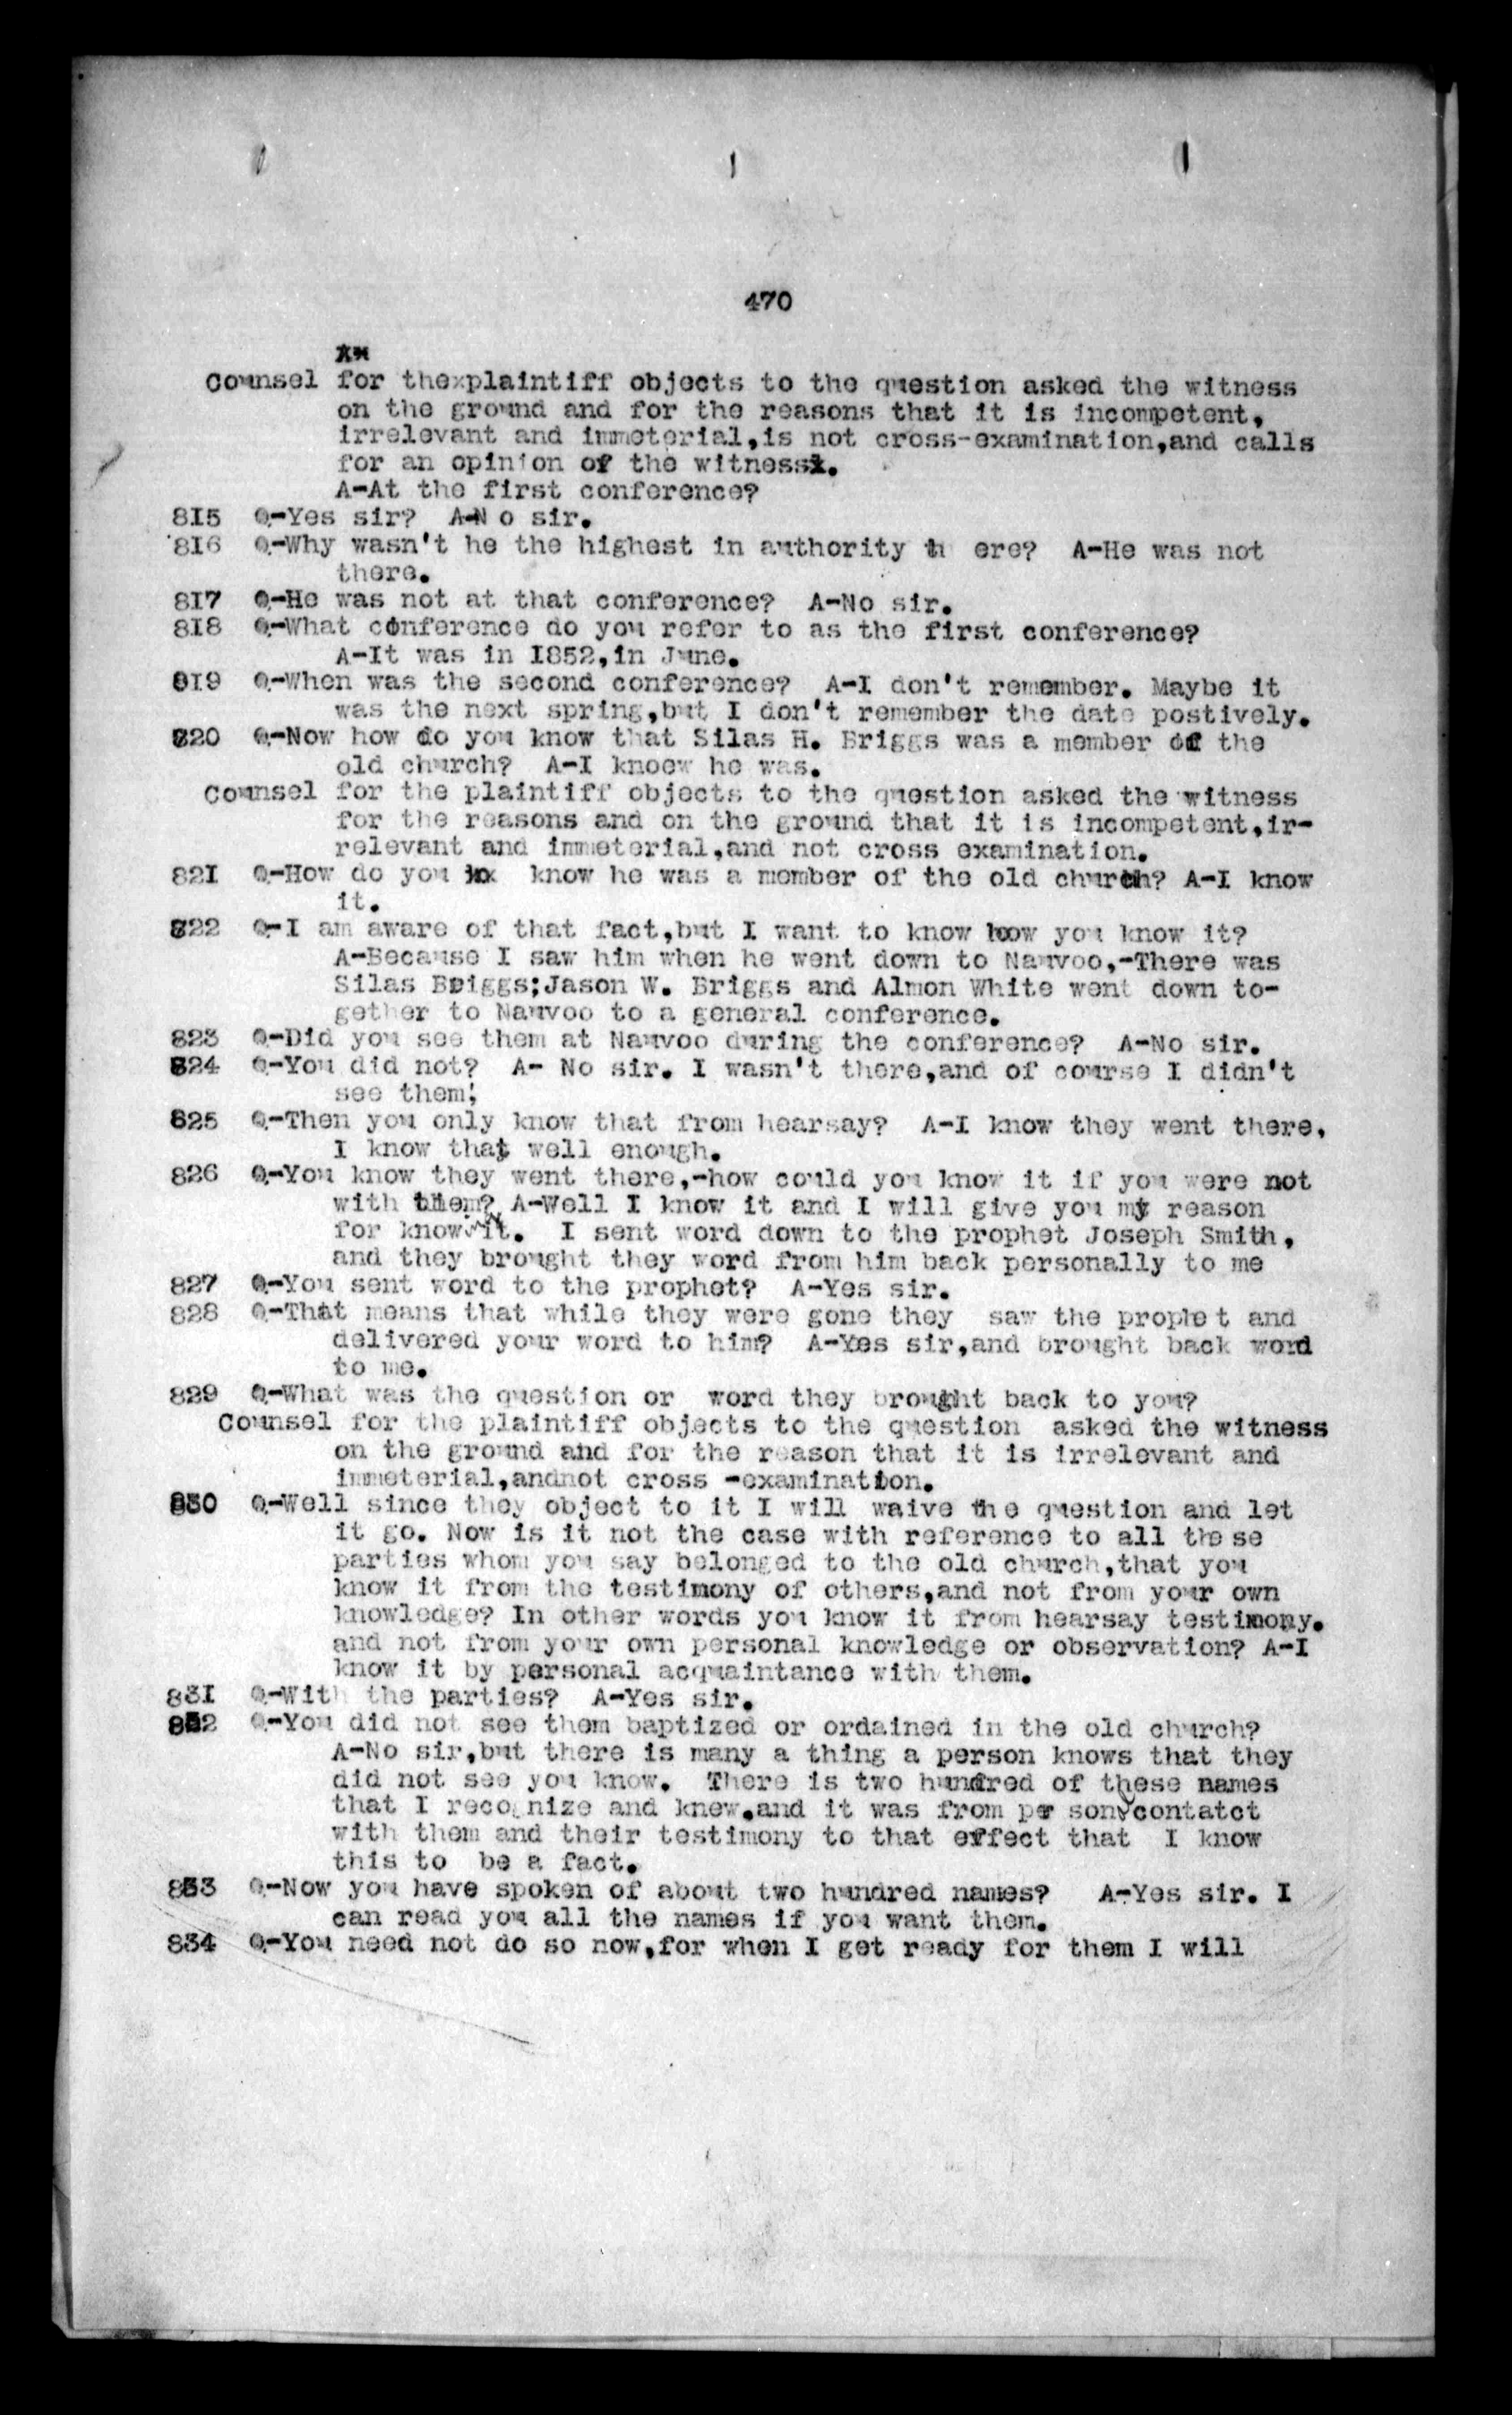 470
Counsel for the plaintiff objects to the question asked the witness
on the ground and for the reasons that it is incompetent,
irrelevant and immeterial,is not cross-examination,and calls
for an opinion of the witness.
A-At the first conference?
815 Q-Yes sir? A-N o sir.
816 Q-Why wasn't he the highest in authority th ere? A-He was not
there.
817 Q-He was not at that conference? A-No sir.
818 Q-What conference do you refer to as the first conference?
A-It was in 1852,in June.
819 Q-When was the second conference? A-I don't remember. Maybe it
was the next spring,but I don't remember the date postively.
820 Q-Now how do you know that Silas H. Briggs was a member of the
old church? A-I knoew he was.
Counsel for the plaintiff objects to the question asked the witness
for the reasons and on the ground that it is incompetent,ir-
relevant and immeterial,and not cross examination.
821 Q-How do you know he was a member of the old church? A-I know
it.
822 Q-I am aware of that fact,but I want to know how you know it?
A-Because I saw him when he went down to Nauvoo,-There was
Silas Briggs;Jason W. Briggs and Almon White went down to-
gether to Nauvoo to a general conference.
823 Q-Did you see them at Nauvoo during the conference? A-No sir.
824 Q-You did not? A- No sir. I wasn't there,and of course I didn't
see them;
825 Q-Then you only know that from hearsay? A-I know they went there,
I know that well enough.
826 Q-You know they went there,-how could you know it if you were not
with them? A-Well I know it and I will give you my reason
for know it. I sent word down to the prophet Joseph Smith,
and they brought they word from him back personally to me
827 Q-You sent word to the prophet? A-Yes sir.
828 Q-That means that while they were gone they saw the prophet and
delivered your word to him? A-Yes sir,and brought back word
to me.
829 Q-What was the question or word they brought back to you?
Counsel for the plaintiff objects to the question asked the witness
on the ground and for the reason that it is irrelevant and
immeterial,andnot cross -examination.
830 Q-Well since they object to it I will waive the question and let
it go. Now is it not the case with reference to all these
parties whom you say belonged to the old church,that you
know it from the testimony of others,and not from your own
knowledge? In other words you know it from hearsay testimony.
and not from your own personal knowledge or observation? A-I
know it by personal acquaintance with them.
831 Q-With the parties? A-Yes sir.
832 Q-You did not see them baptized or ordained in the old church?
A-No sir,but there is many a thing a person knows that they
did not see you know. There is two hundred of these names
that I recognize and knew.and it was from per son contatct
with them and their testimony to that effect that I know
this to be a fact.
833 Q-Now you have spoken of about two hundred names? A-Yes sir. I
can read you all the names if you want them.
834 Q-You need not do so now,for when I get ready for them I will